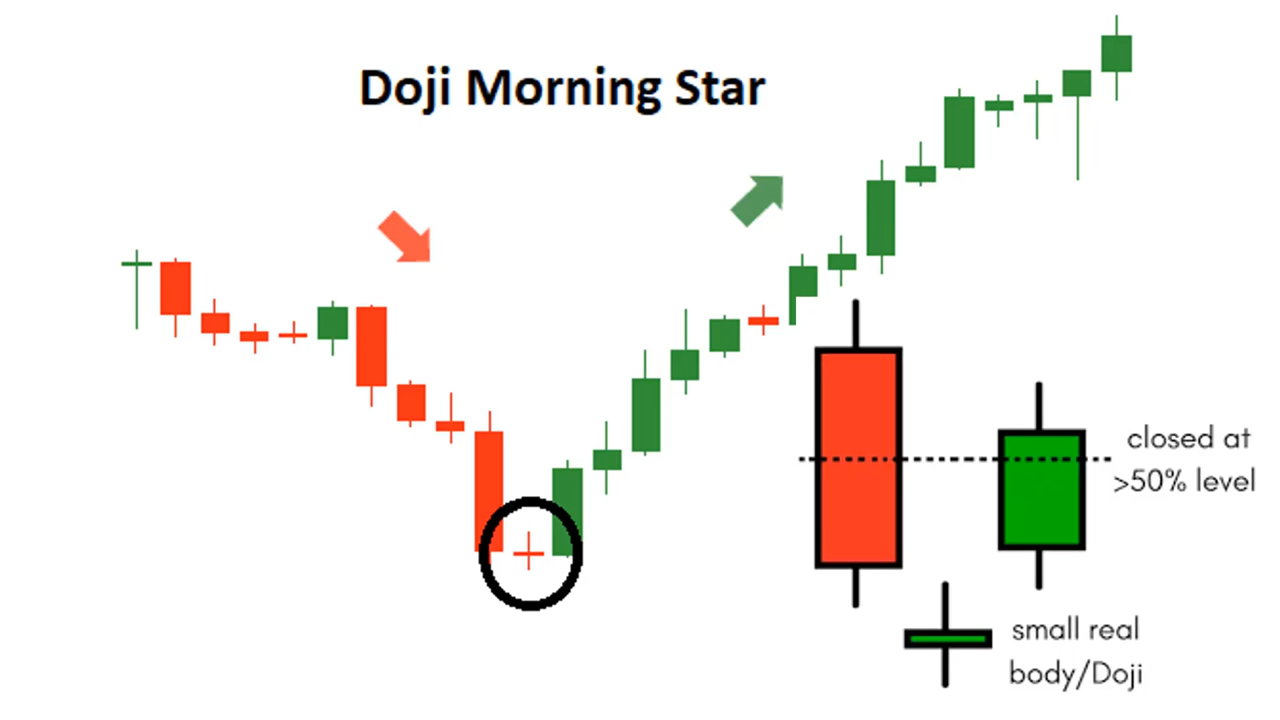 Doji Morning Star
closed at
>50% level
small real
body/Doji